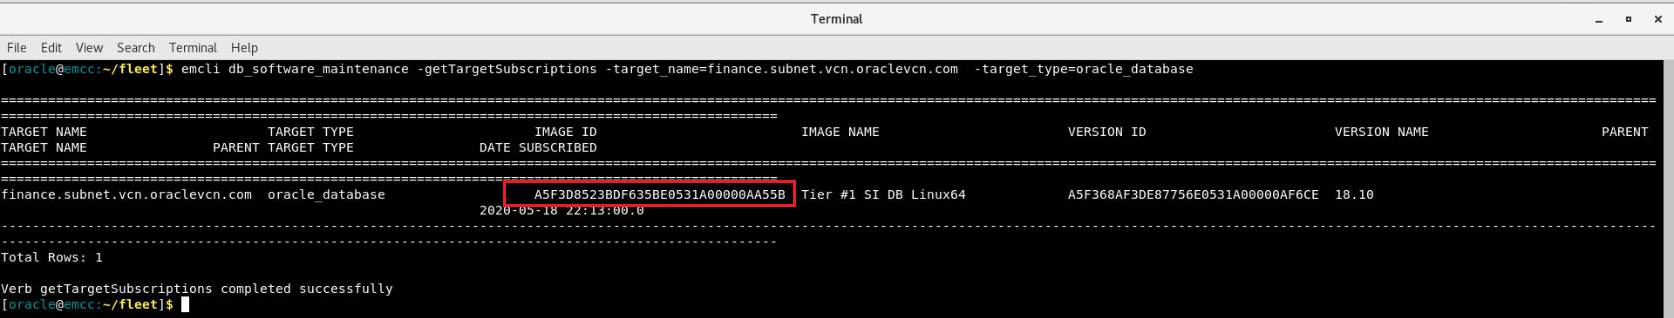 Terminal
File Edit View Search Terminal Help
[oracle@emcc:~/fleet]$ emcli db_software_maintenance -getTargetSubscriptions -target_name=finance.subnet.vcn.oraclevcn.com -target_type=oracle_database
====================================================================================================================================================================================================================
===================================================================================================
TARGET NAME TARGET TYPE IMAGE ID IMAGE NAME VERSION ID VERSION NAME PARENT
TARGET NAME PARENT TARGET TYPE DATE SUBSCRIBED
====================================================================================================================================================================================================================
===================================================================================================
finance.subnet.vcn.oraclevcn.com oracle_database A5F3D8523BDF635BE0531A00000AA55B Tier #1 SI DB Linux64 A5F368AF3DE87756E0531A00000AF6CE 18.10
2020-05-18 22:13:00.0
--------------------------------------------------------------------------------------------------------------------------------------------------------------------------------------------------------------------
---------------------------------------------------------------------------------------------------
Total Rows: 1
Verb getTargetSubscriptions completed successfully
[oracle@emcc:~/fleet]$